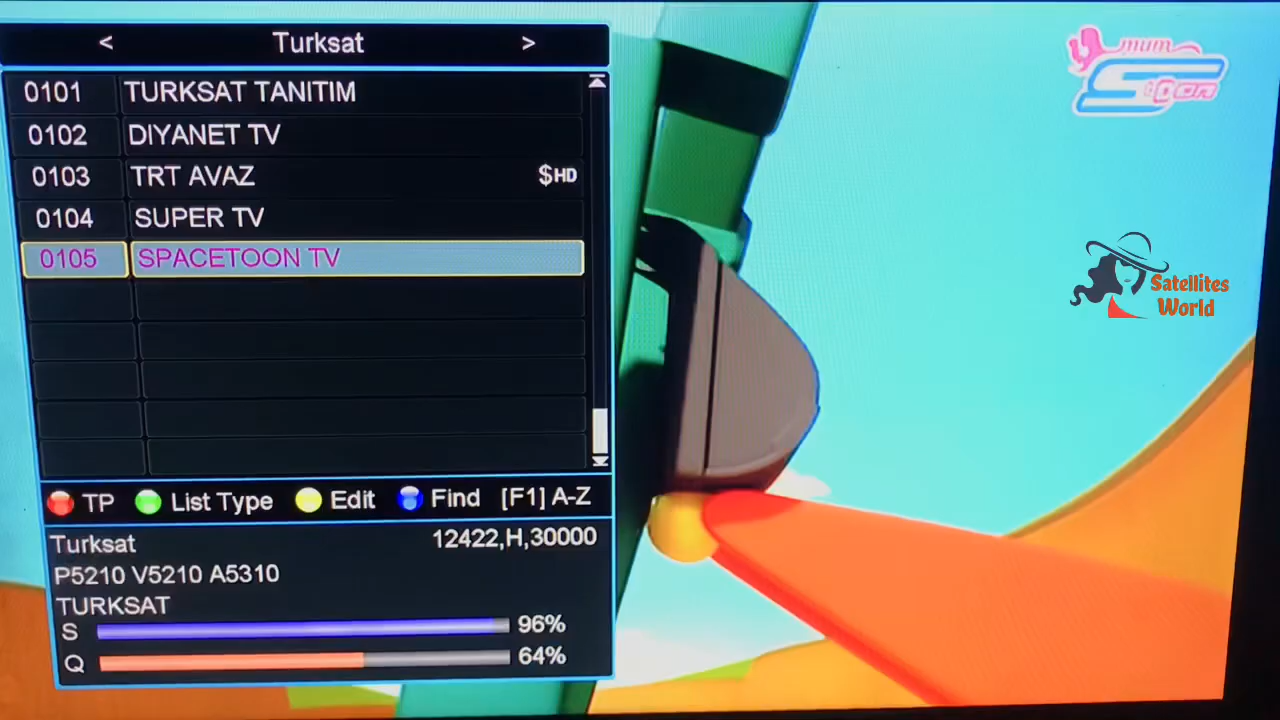 < Turksat >
0101 TURKSAT TANITIM
0102 DIYANET TV
0103 TRT AVAZ $HD
0104 SUPER TV
0105 SPACETOON TV
TP List Type Edit Find [F1] A-Z
Turksat 12422,H,30000
P5210 V5210 A5310
TURKSAT
S 96%
Q 64%
mum
Satellites
World